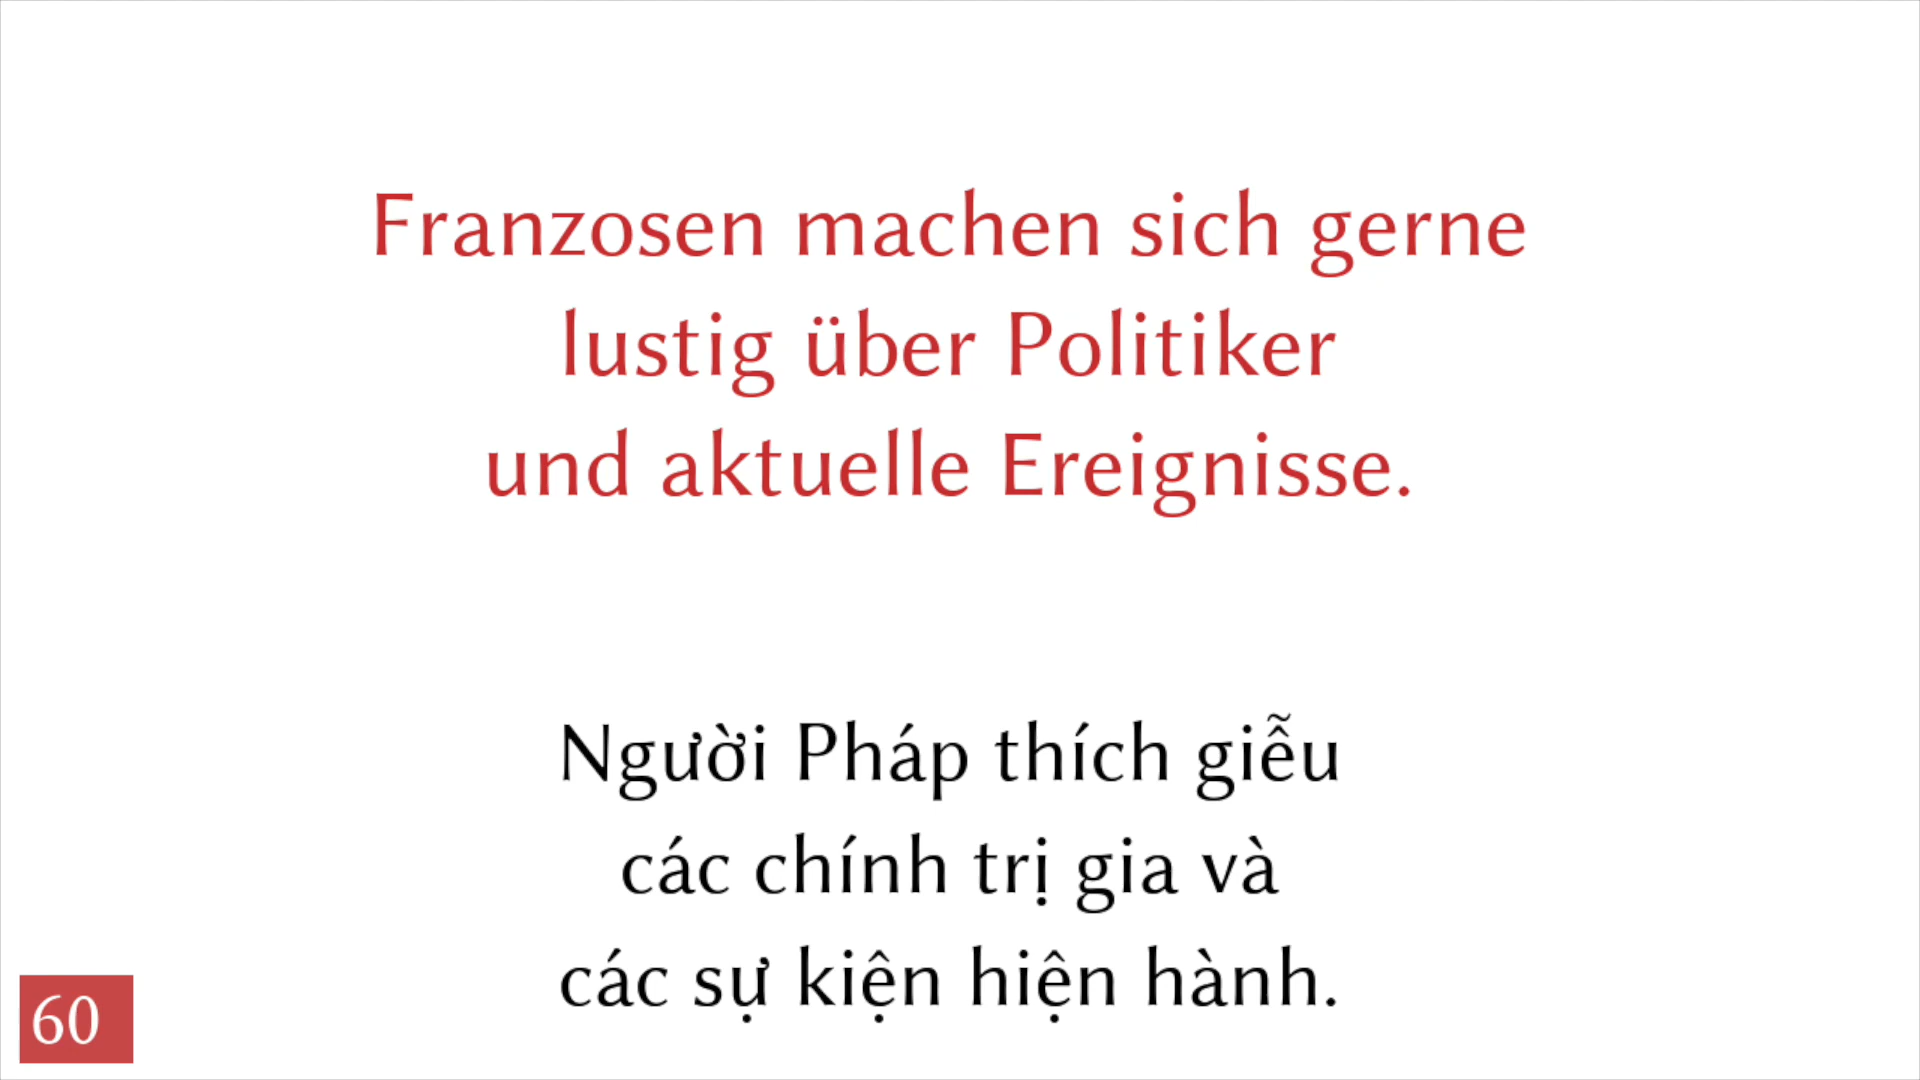 Franzosen machen sich gerne
lustig über Politiker
und aktuelle Ereignisse.
Người Pháp thích giễu
các chính trị gia và
các sự kiện hiện hành.
60